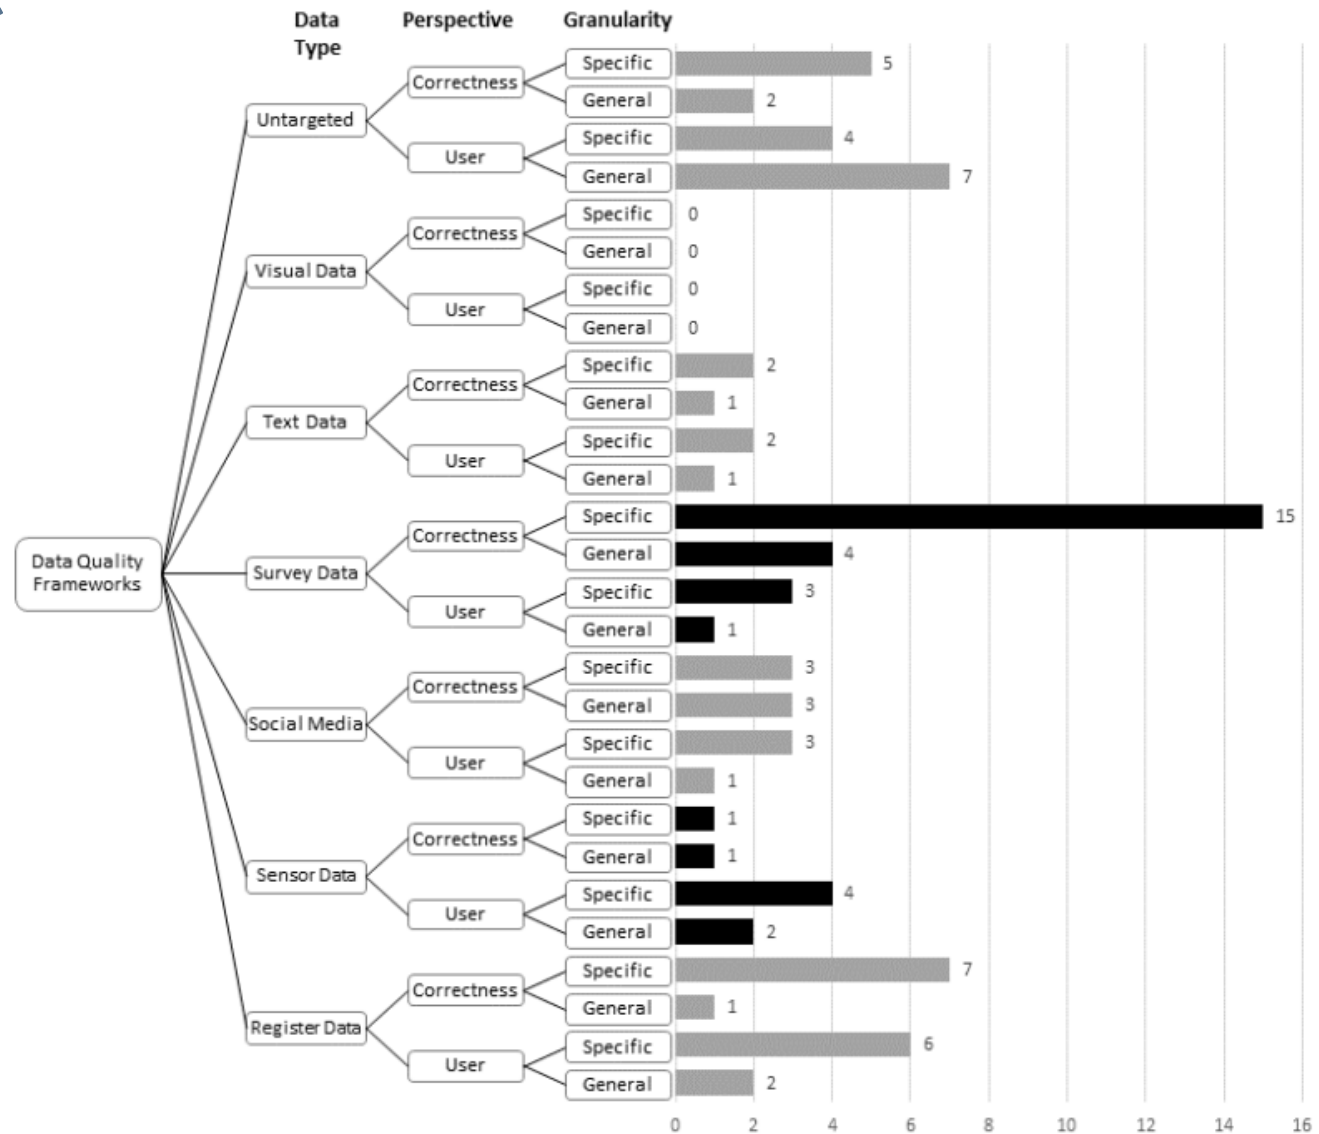 Data Type
Perspective
Granularity
Data Quality
Frameworks
Untargeted
Correctness
Specific 5
General 2
User
Specific 4
General 7
Visual Data
Correctness
Specific 0
General 0
User
Specific 0
General 0
Text Data
Correctness
Specific 2
General 1
User
Specific 2
General 1
Survey Data
Correctness
Specific 15
General 4
User
Specific 3
General 1
Social Media
Correctness
Specific 3
General 3
User
Specific 3
General 1
Sensor Data
Correctness
Specific 1
General 1
User
Specific 4
General 2
Register Data
Correctness
Specific 7
General 1
User
Specific 6
General 2
0 2 4 6 8 10 12 14 16